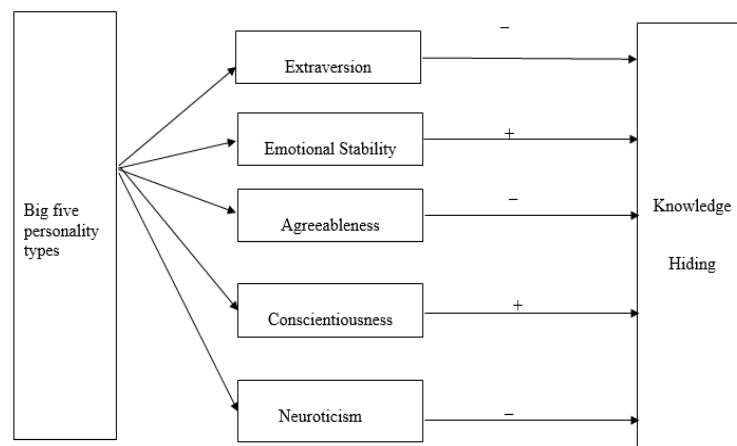 Big five
personality
types
Extraversion
Emotional Stability
Agreeableness
Conscientiousness
Neuroticism
–
+
–
+
–
Knowledge
Hiding